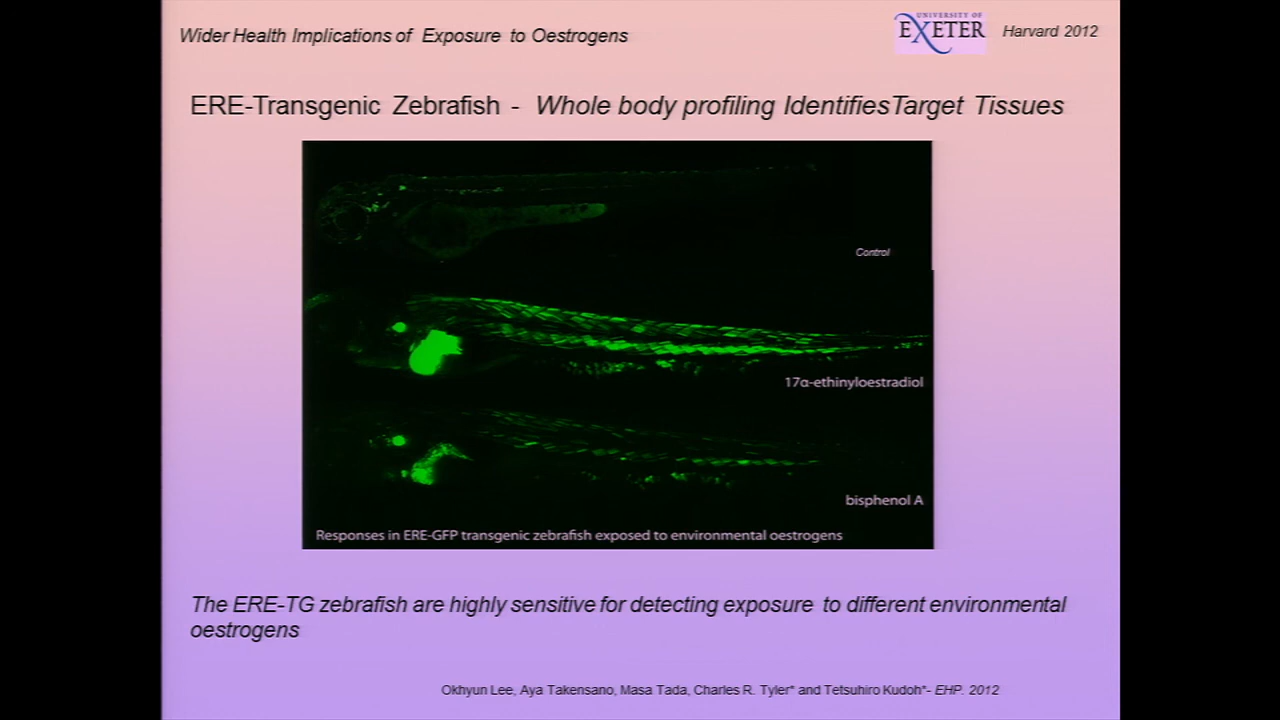 Wider Health Implications of Exposure to Oestrogens
UNIVERSITY OF
EXETER
Harvard 2012
ERE-Transgenic Zebrafish - Whole body profiling IdentifiesTarget Tissues
Control
17α-ethinyloestradiol
bisphenol A
Responses in ERE-GFP transgenic zebrafish exposed to environmental oestrogens
The ERE-TG zebrafish are highly sensitive for detecting exposure to different environmental
oestrogens
Okhyun Lee, Aya Takensano, Masa Tada, Charles R. Tyler* and Tetsuhiro Kudoh*- EHP. 2012